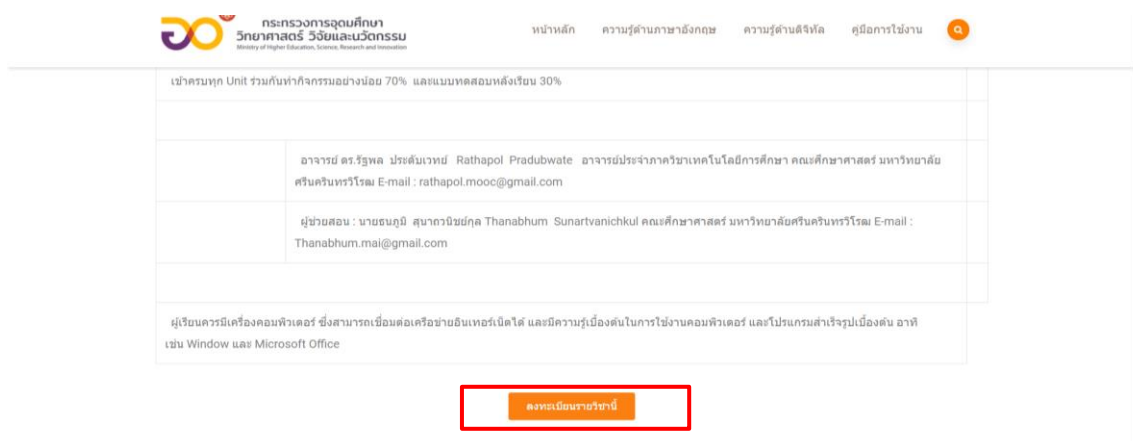 กระทรวงการอุดมศึกษา
วิทยาศาสตร์ วิจัยและนวัตกรรม
Ministry of Higher Education, Science, Research and Innovation
หน้าหลัก ความรู้ด้านภาษาอังกฤษ ความรู้ด้านดิจิทัล คู่มือการใช้งาน
เข้าครบทุก Unit ร่วมกันทำกิจกรรมอย่างน้อย 70% และแบบทดสอบหลังเรียน 30%
อาจารย์ ดร.รัฐพล ประดับเวทย์ Rathapol Pradubwate อาจารย์ประจำภาควิชาเทคโนโลยีการศึกษา คณะศึกษาศาสตร์ มหาวิทยาลัย
ศรีนครินทรวิโรฒ E-mail : rathapol.mooc@gmail.com
ผู้ช่วยสอน : นายธนภูมิ สุนาถวนิชย์กุล Thanabhum Sunartvanichkul คณะศึกษาศาสตร์ มหาวิทยาลัยศรีนครินทรวิโรฒ E-mail :
Thanabhum.mai@gmail.com
ผู้เรียนควรมีเครื่องคอมพิวเตอร์ ซึ่งสามารถเชื่อมต่อเครือข่ายอินเทอร์เน็ตได้ และมีความรู้เบื้องต้นในการใช้งานคอมพิวเตอร์ และโปรแกรมสำเร็จรูปเบื้องต้น อาทิ
เช่น Window และ Microsoft Office
ลงทะเบียนรายวิชานี้